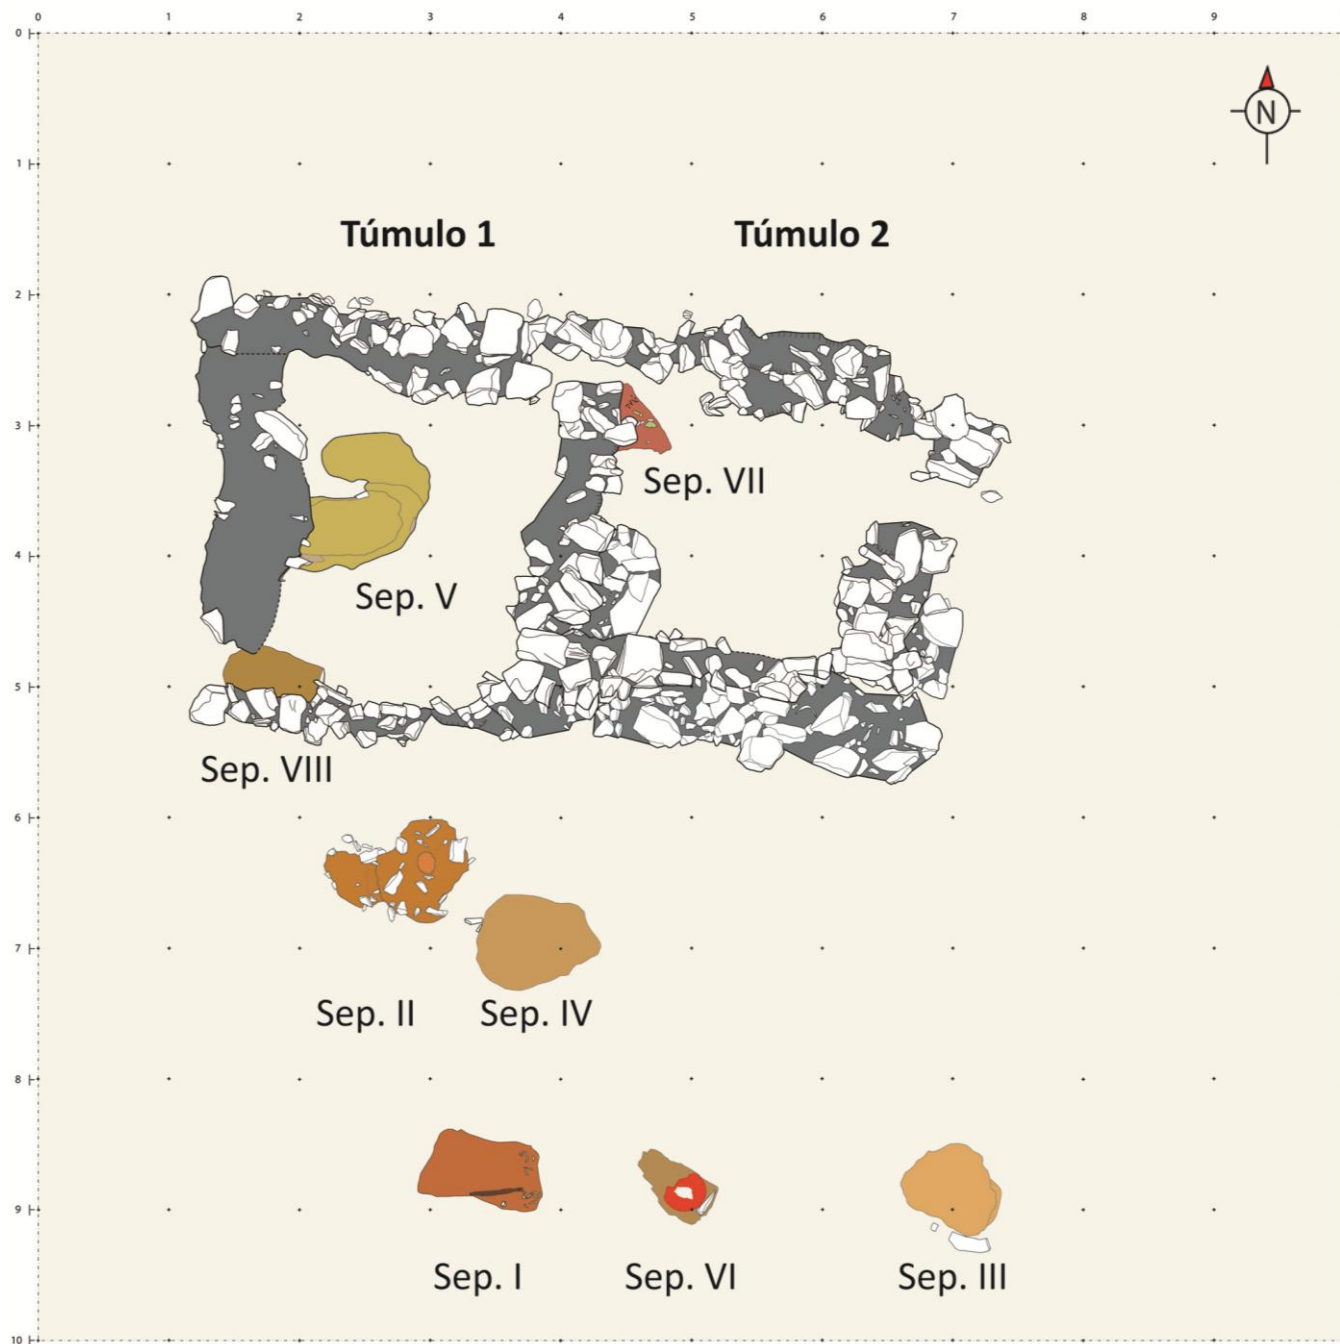 0 1 2 3 4 5 6 7 8 9
0
N
1
Túmulo 1 Túmulo 2
2
3
Sep. VII
4
Sep. V
5
Sep. VIII
6
7
Sep. II Sep. IV
8
9
Sep. I Sep. VI Sep. III
10